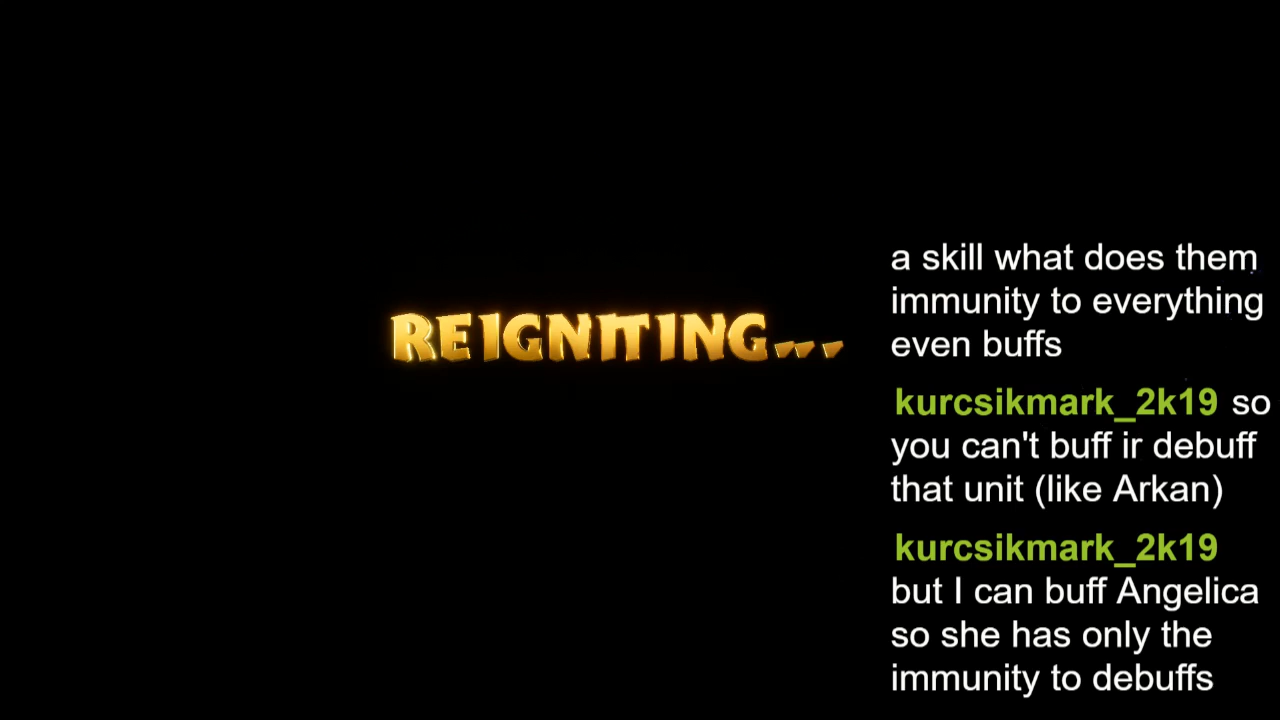 REIGNITING...
a skill what does them
immunity to everything
even buffs
kurcsikmark_2k19 so
you can't buff ir debuff
that unit (like Arkan)
kurcsikmark_2k19
but I can buff Angelica
so she has only the
immunity to debuffs